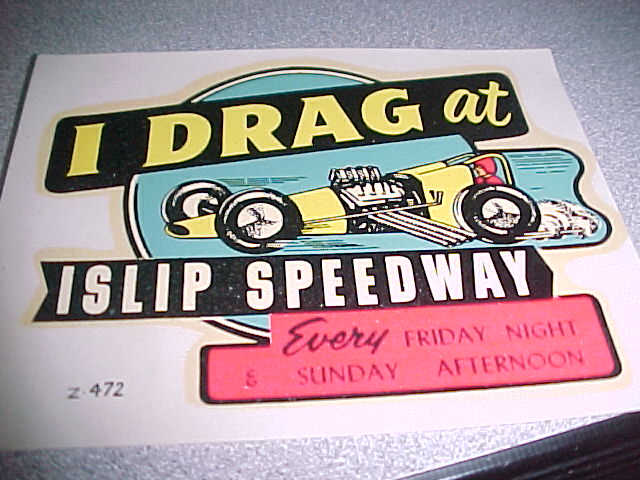 I DRAG at
ISLIP SPEEDWAY
Every FRIDAY NIGHT
& SUNDAY AFTERNOON
Z-472